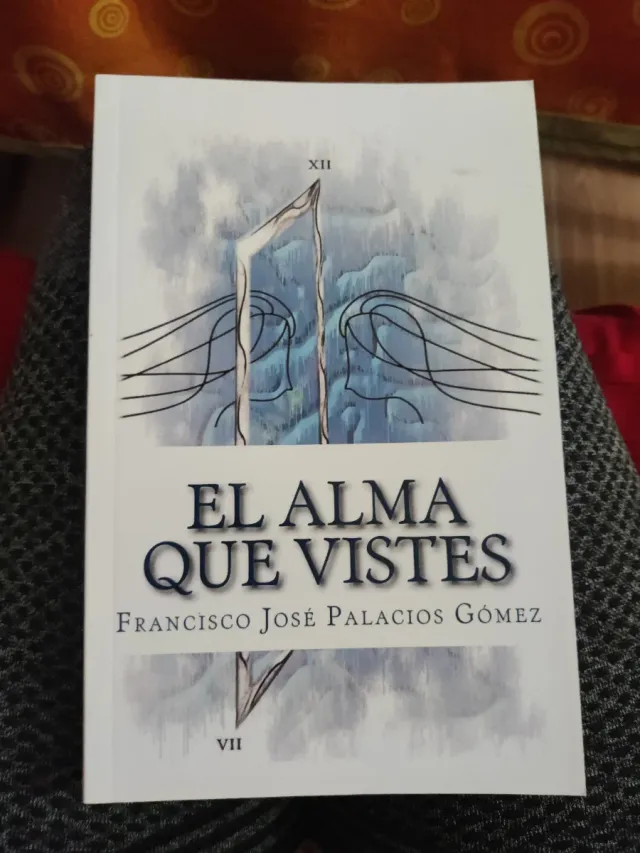 XII
EL ALMA
QUE VISTES
FRANCISCO JOSÉ PALACIOS GÓMEZ
VII